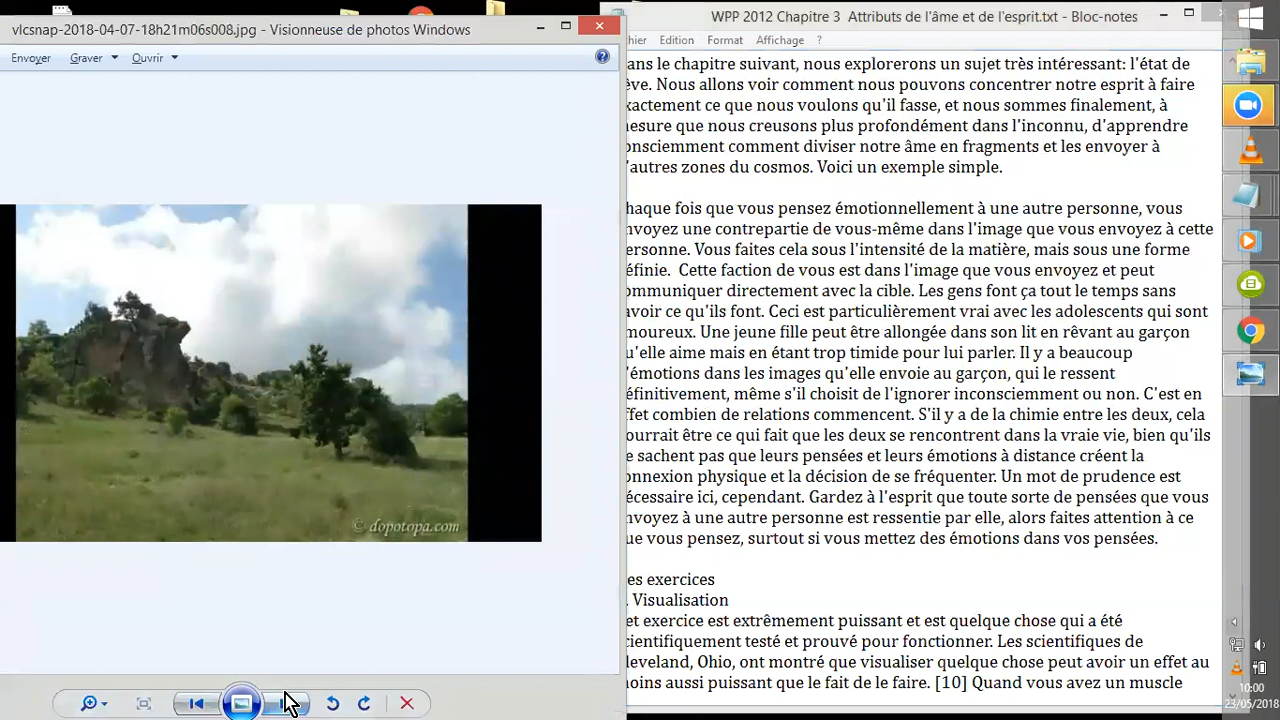 vlcsnap-2018-04-07-18h21m06s008.jpg - Visionneuse de photos Windows
Envoyer Graver Ouvrir
© dopotopa.com
WPP 2012 Chapitre 3 Attributs de l'âme et de l'esprit.txt - Bloc-notes
hier Edition Format Affichage ?
ans le chapitre suivant, nous explorerons un sujet très intéressant: l'état de
ève. Nous allons voir comment nous pouvons concentrer notre esprit à faire
xactement ce que nous voulons qu'il fasse, et nous sommes finalement, à
esure que nous creusons plus profondément dans l'inconnu, d'apprendre
onsciemment comment diviser notre âme en fragments et les envoyer à
'autres zones du cosmos. Voici un exemple simple.
haque fois que vous pensez émotionnellement à une autre personne, vous
nvoyez une contrepartie de vous-même dans l'image que vous envoyez à cette
ersonne. Vous faites cela sous l'intensité de la matière, mais sous une forme
éfinie. Cette faction de vous est dans l'image que vous envoyez et peut
ommuniquer directement avec la cible. Les gens font ça tout le temps sans
avoir ce qu'ils font. Ceci est particulièrement vrai avec les adolescents qui sont
moureux. Une jeune fille peut être allongée dans son lit en rêvant au garçon
u'elle aime mais en étant trop timide pour lui parler. Il y a beaucoup
'émotions dans les images qu'elle envoie au garçon, qui le ressent
éfinitivement, même s'il choisit de l'ignorer inconsciemment ou non. C'est en
ffet combien de relations commencent. S'il y a de la chimie entre les deux, cela
ourrait être ce qui fait que les deux se rencontrent dans la vraie vie, bien qu'ils
e sachent pas que leurs pensées et leurs émotions à distance créent la
onnexion physique et la décision de se fréquenter. Un mot de prudence est
écessaire ici, cependant. Gardez à l'esprit que toute sorte de pensées que vous
nvoyez à une autre personne est ressentie par elle, alors faites attention à ce
ue vous pensez, surtout si vous mettez des émotions dans vos pensées.
es exercices
. Visualisation
et exercice est extrêmement puissant et est quelque chose qui a été
cientifiquement testé et prouvé pour fonctionner. Les scientifiques de
leveland, Ohio, ont montré que visualiser quelque chose peut avoir un effet au
oins aussi puissant que le fait de le faire. [10] Quand vous avez un muscle
10:00
23/05/2018